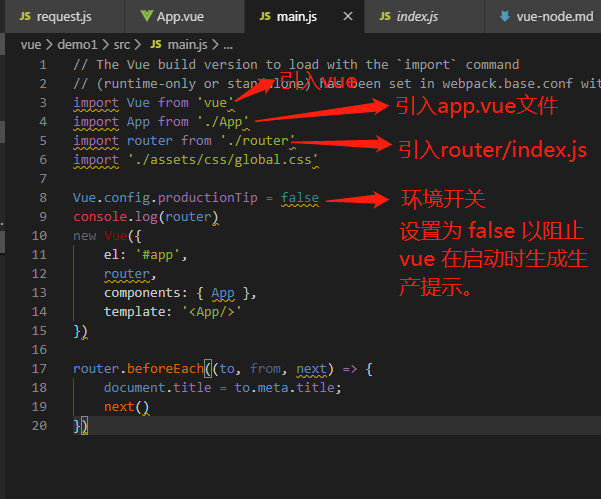 JS request.js App.vue JS main.js × JS index.js vue-node.md
vue > demo1 > src > JS main.js > ...
1 // The Vue build version to load with the `import` command
2 // (runtime-only or standalone) has been set in webpack.base.conf wit
引入vue
3 import Vue from 'vue'
4 import App from './App'
引入app.vue文件
5 import router from './router'
引入router/index.js
6 import './assets/css/global.css'
7
8 Vue.config.productionTip = false
环境开关
9 console.log(router)
设置为 false 以阻止
10 new Vue({
vue 在启动时生成生
11 el: '#app',
产提示。
12 router,
13 components: { App },
14 template: '<App/>'
15 })
16
17 router.beforeEach((to, from, next) => {
18 document.title = to.meta.title;
19 next()
20 })